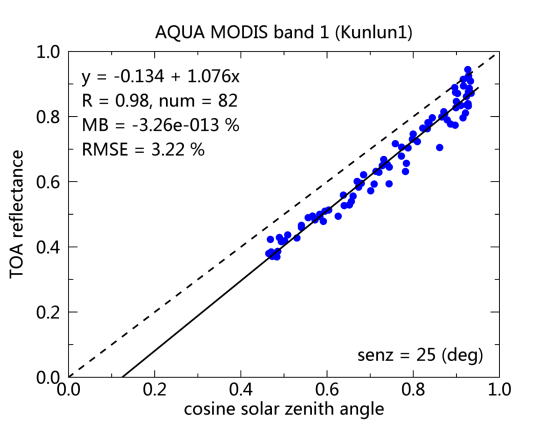 AQUA MODIS band 1 (Kunlun1)
y = -0.134 + 1.076x
R = 0.98, num = 82
MB = -3.26e-013 %
RMSE = 3.22 %
TOA reflectance
1.0
0.8
0.6
0.4
0.2
0.0
senz = 25 (deg)
0.0 0.2 0.4 0.6 0.8 1.0
cosine solar zenith angle